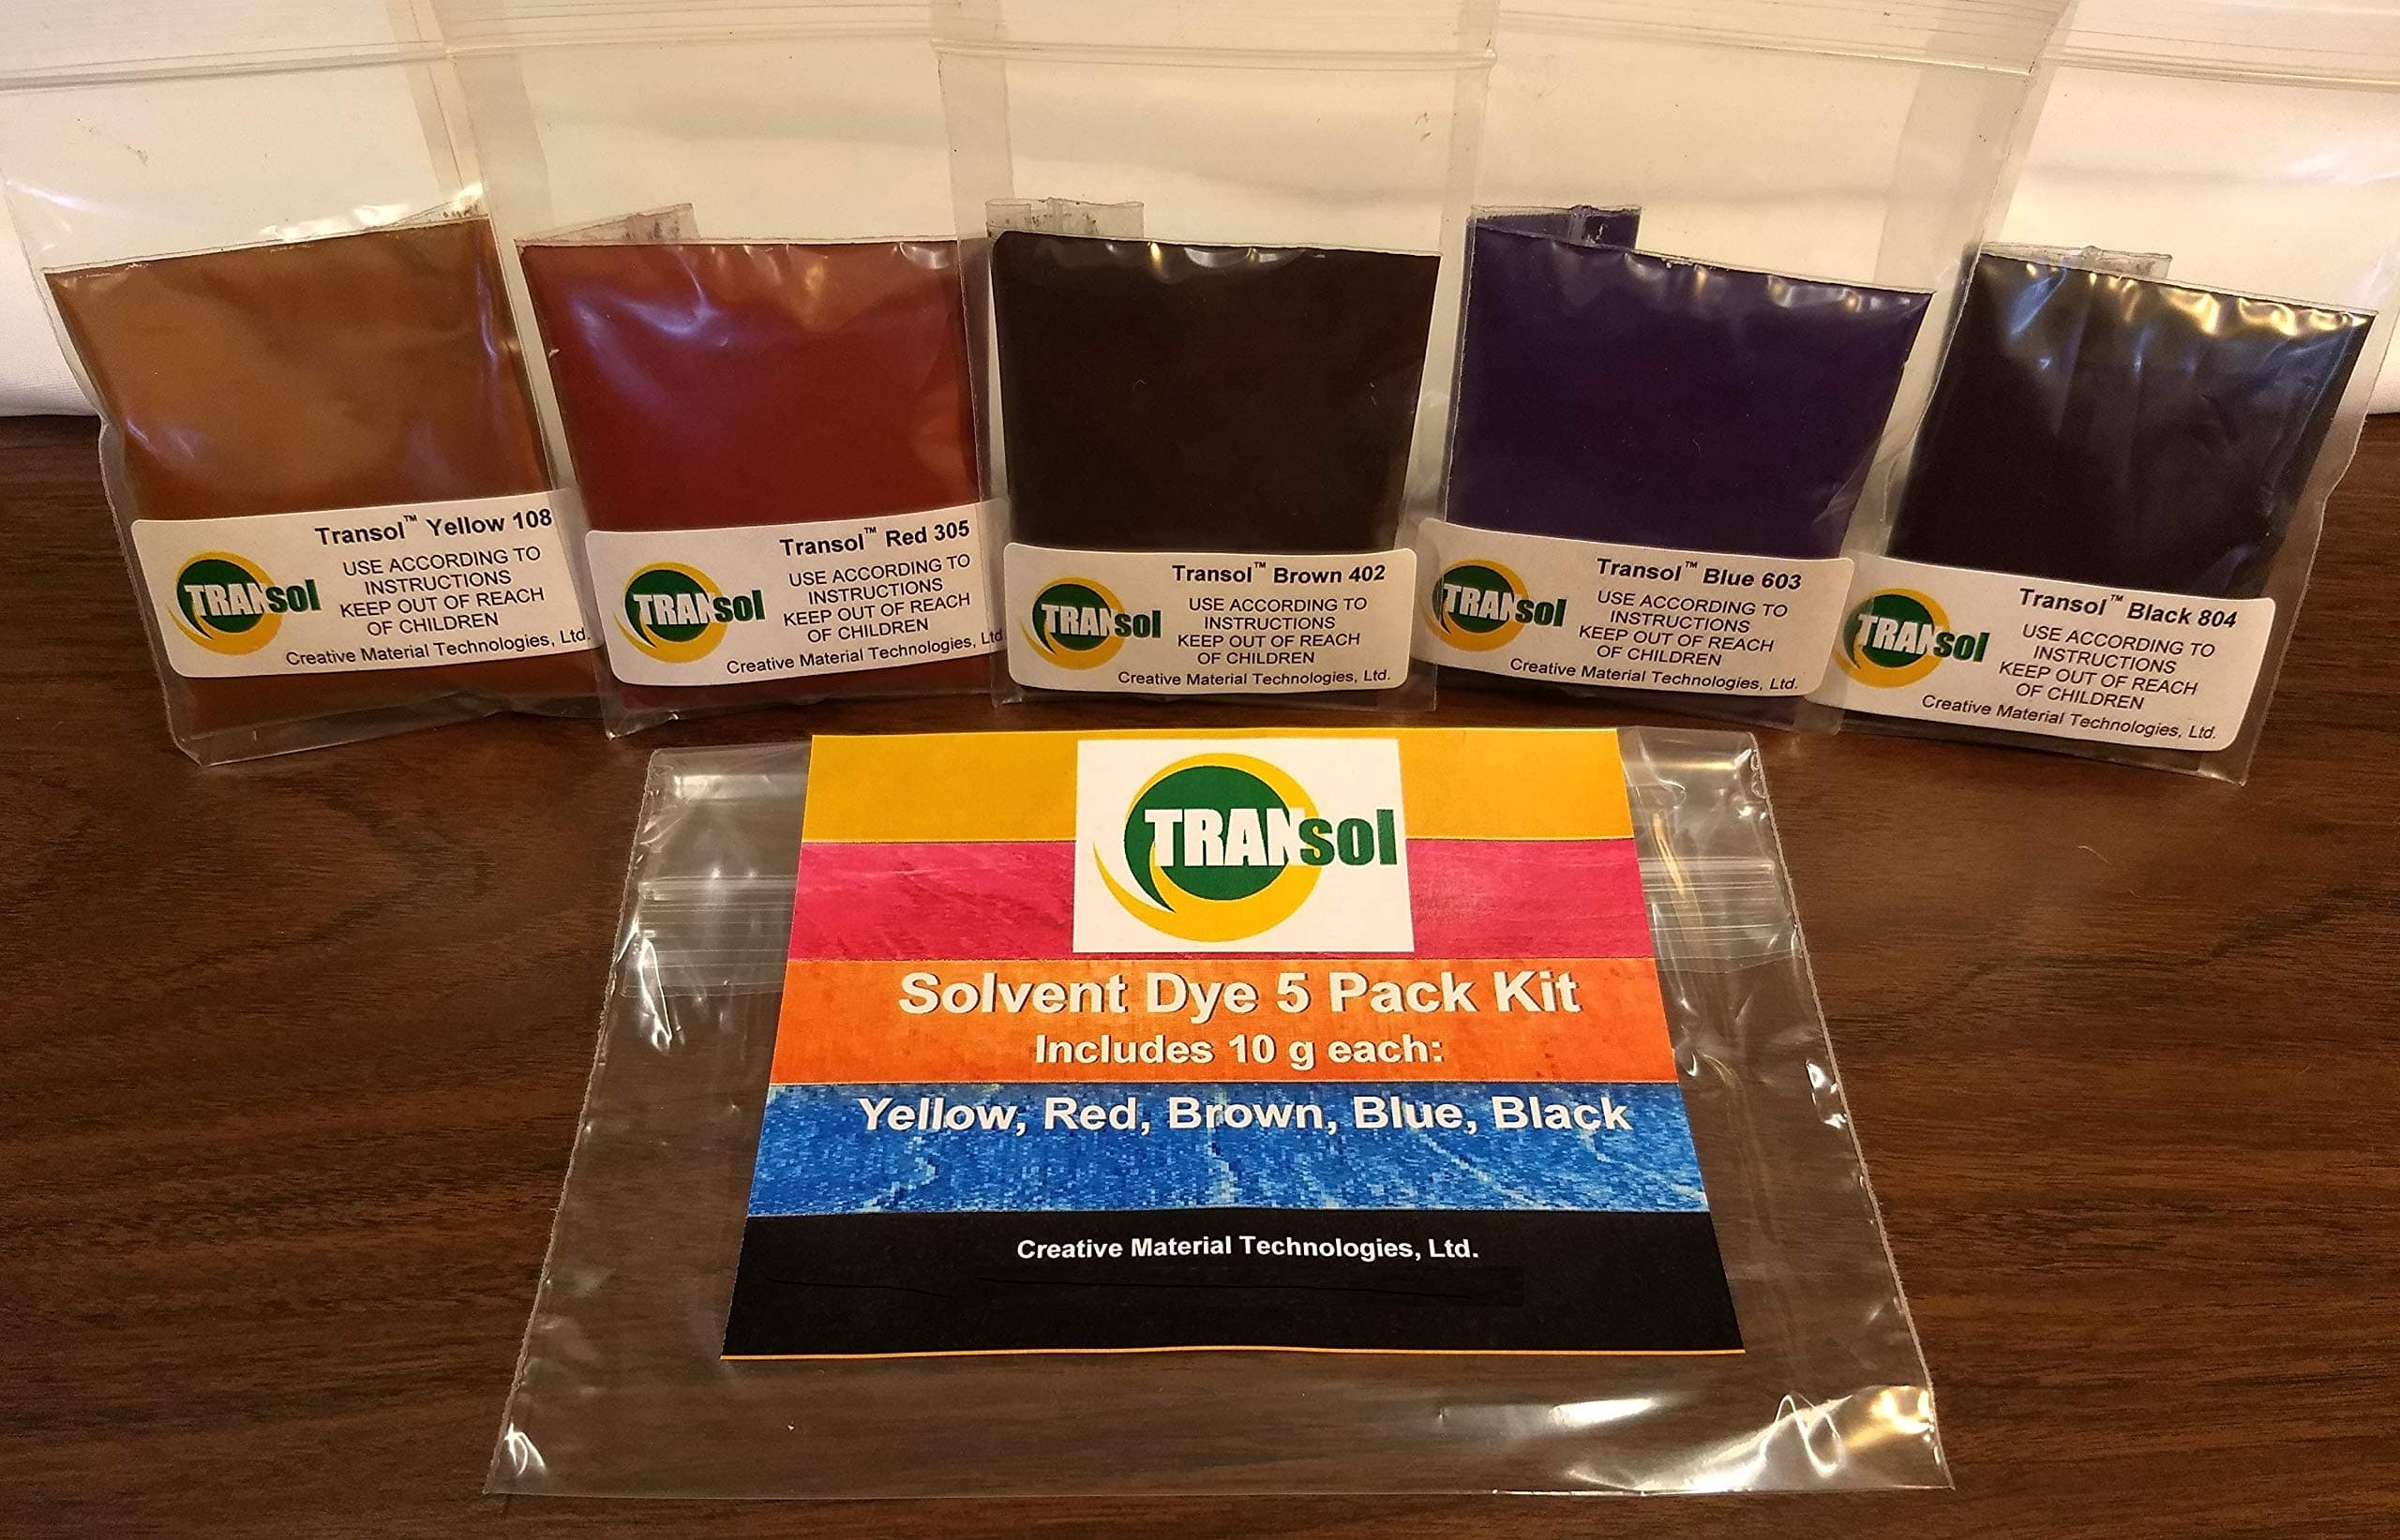 Transol™ Yellow 108
TRANsol
USE ACCORDING TO
INSTRUCTIONS
KEEP OUT OF REACH
OF CHILDREN
Creative Material Technologies, Ltd.
Transol™ Red 305
TRANsol
USE ACCORDING TO
INSTRUCTIONS
KEEP OUT OF REACH
OF CHILDREN
Creative Material Technologies, Ltd
Transol™ Brown 402
TRANsol
USE ACCORDING TO
INSTRUCTIONS
KEEP OUT OF REACH
OF CHILDREN
Creative Material Technologies, Ltd.
Transol™ Blue 603
TRANsol
USE ACCORDING TO
INSTRUCTIONS
KEEP OUT OF REACH
OF CHILDREN
Creative Material Technologies, Ltd.
Transol™ Black 804
TRANsol
USE ACCORDING TO
INSTRUCTIONS
KEEP OUT OF REACH
OF CHILDREN
Creative Material Technologies, Ltd.
TRANsol
Solvent Dye 5 Pack Kit
Includes 10 g each:
Yellow, Red, Brown, Blue, Black
Creative Material Technologies, Ltd.